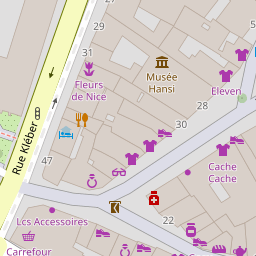 29
31
28
Musée
Hansi
Eleven
Fleurs
de Nice
Rue Kléber
25
30
47
Cache
Cache
Lcs Accessoires
22
Carrefour